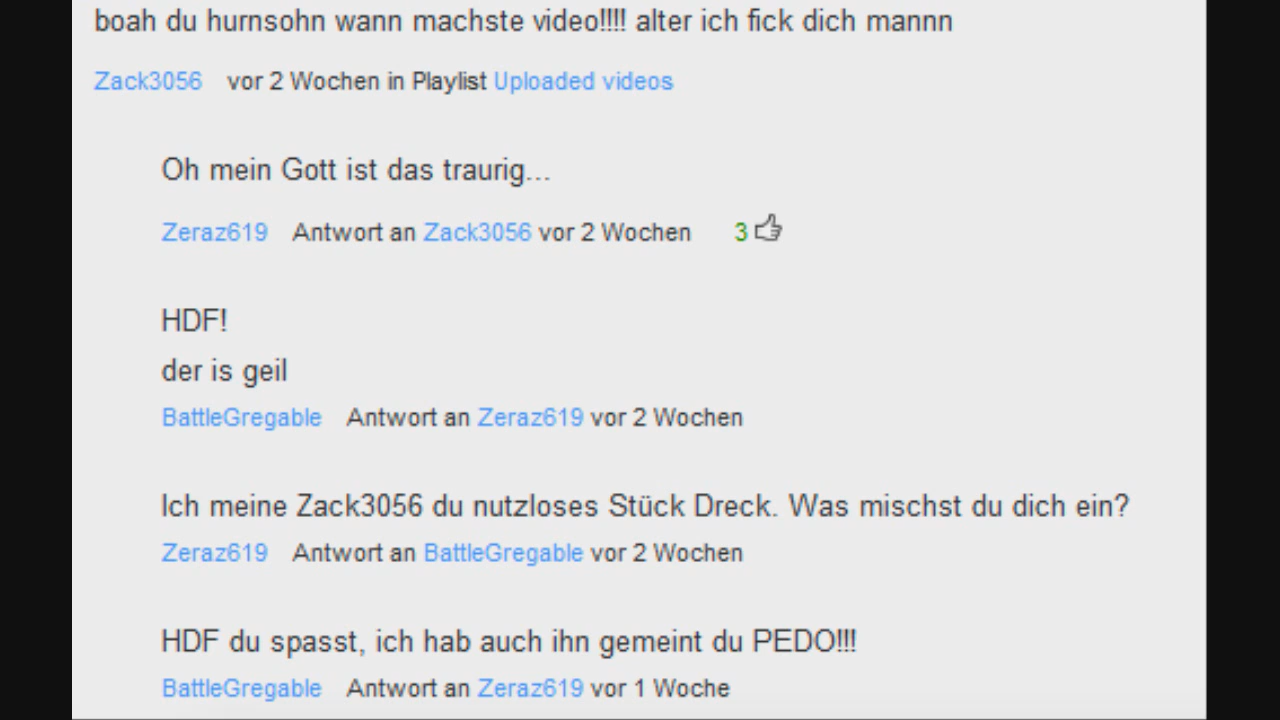 boah du hurnsohn wann machste video!!!! alter ich fick dich mannn
Zack3056 vor 2 Wochen in Playlist Uploaded videos
Oh mein Gott ist das traurig...
Zeraz619 Antwort an Zack3056 vor 2 Wochen 3
HDF!
der is geil
BattleGregable Antwort an Zeraz619 vor 2 Wochen
Ich meine Zack3056 du nutzloses Stück Dreck. Was mischst du dich ein?
Zeraz619 Antwort an BattleGregable vor 2 Wochen
HDF du spasst, ich hab auch ihn gemeint du PEDO!!!
BattleGregable Antwort an Zeraz619 vor 1 Woche